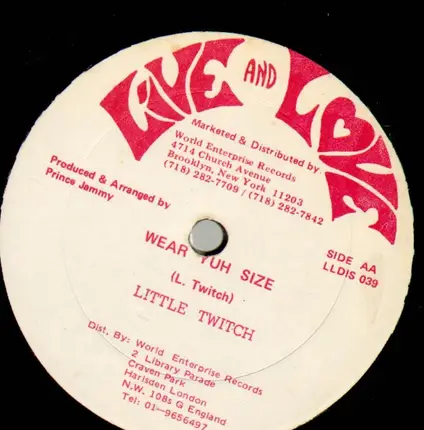 LIVE AND LOVE
Marketed & Distributed by:
World Enterprise Records
4714 Church Avenue
Brooklyn, New York 11203
(718) 282-7709 / (718) 282-7842
Produced & Arranged by
Prince Jammy
SIDE AA
LLDIS 039
WEAR YUH SIZE
(L. Twitch)
LITTLE TWITCH
Dist. By: World Enterprise Records
2 Library Parade
Craven Park
Harlsden London
N.W. 108s G England
Tel: 01-9656497